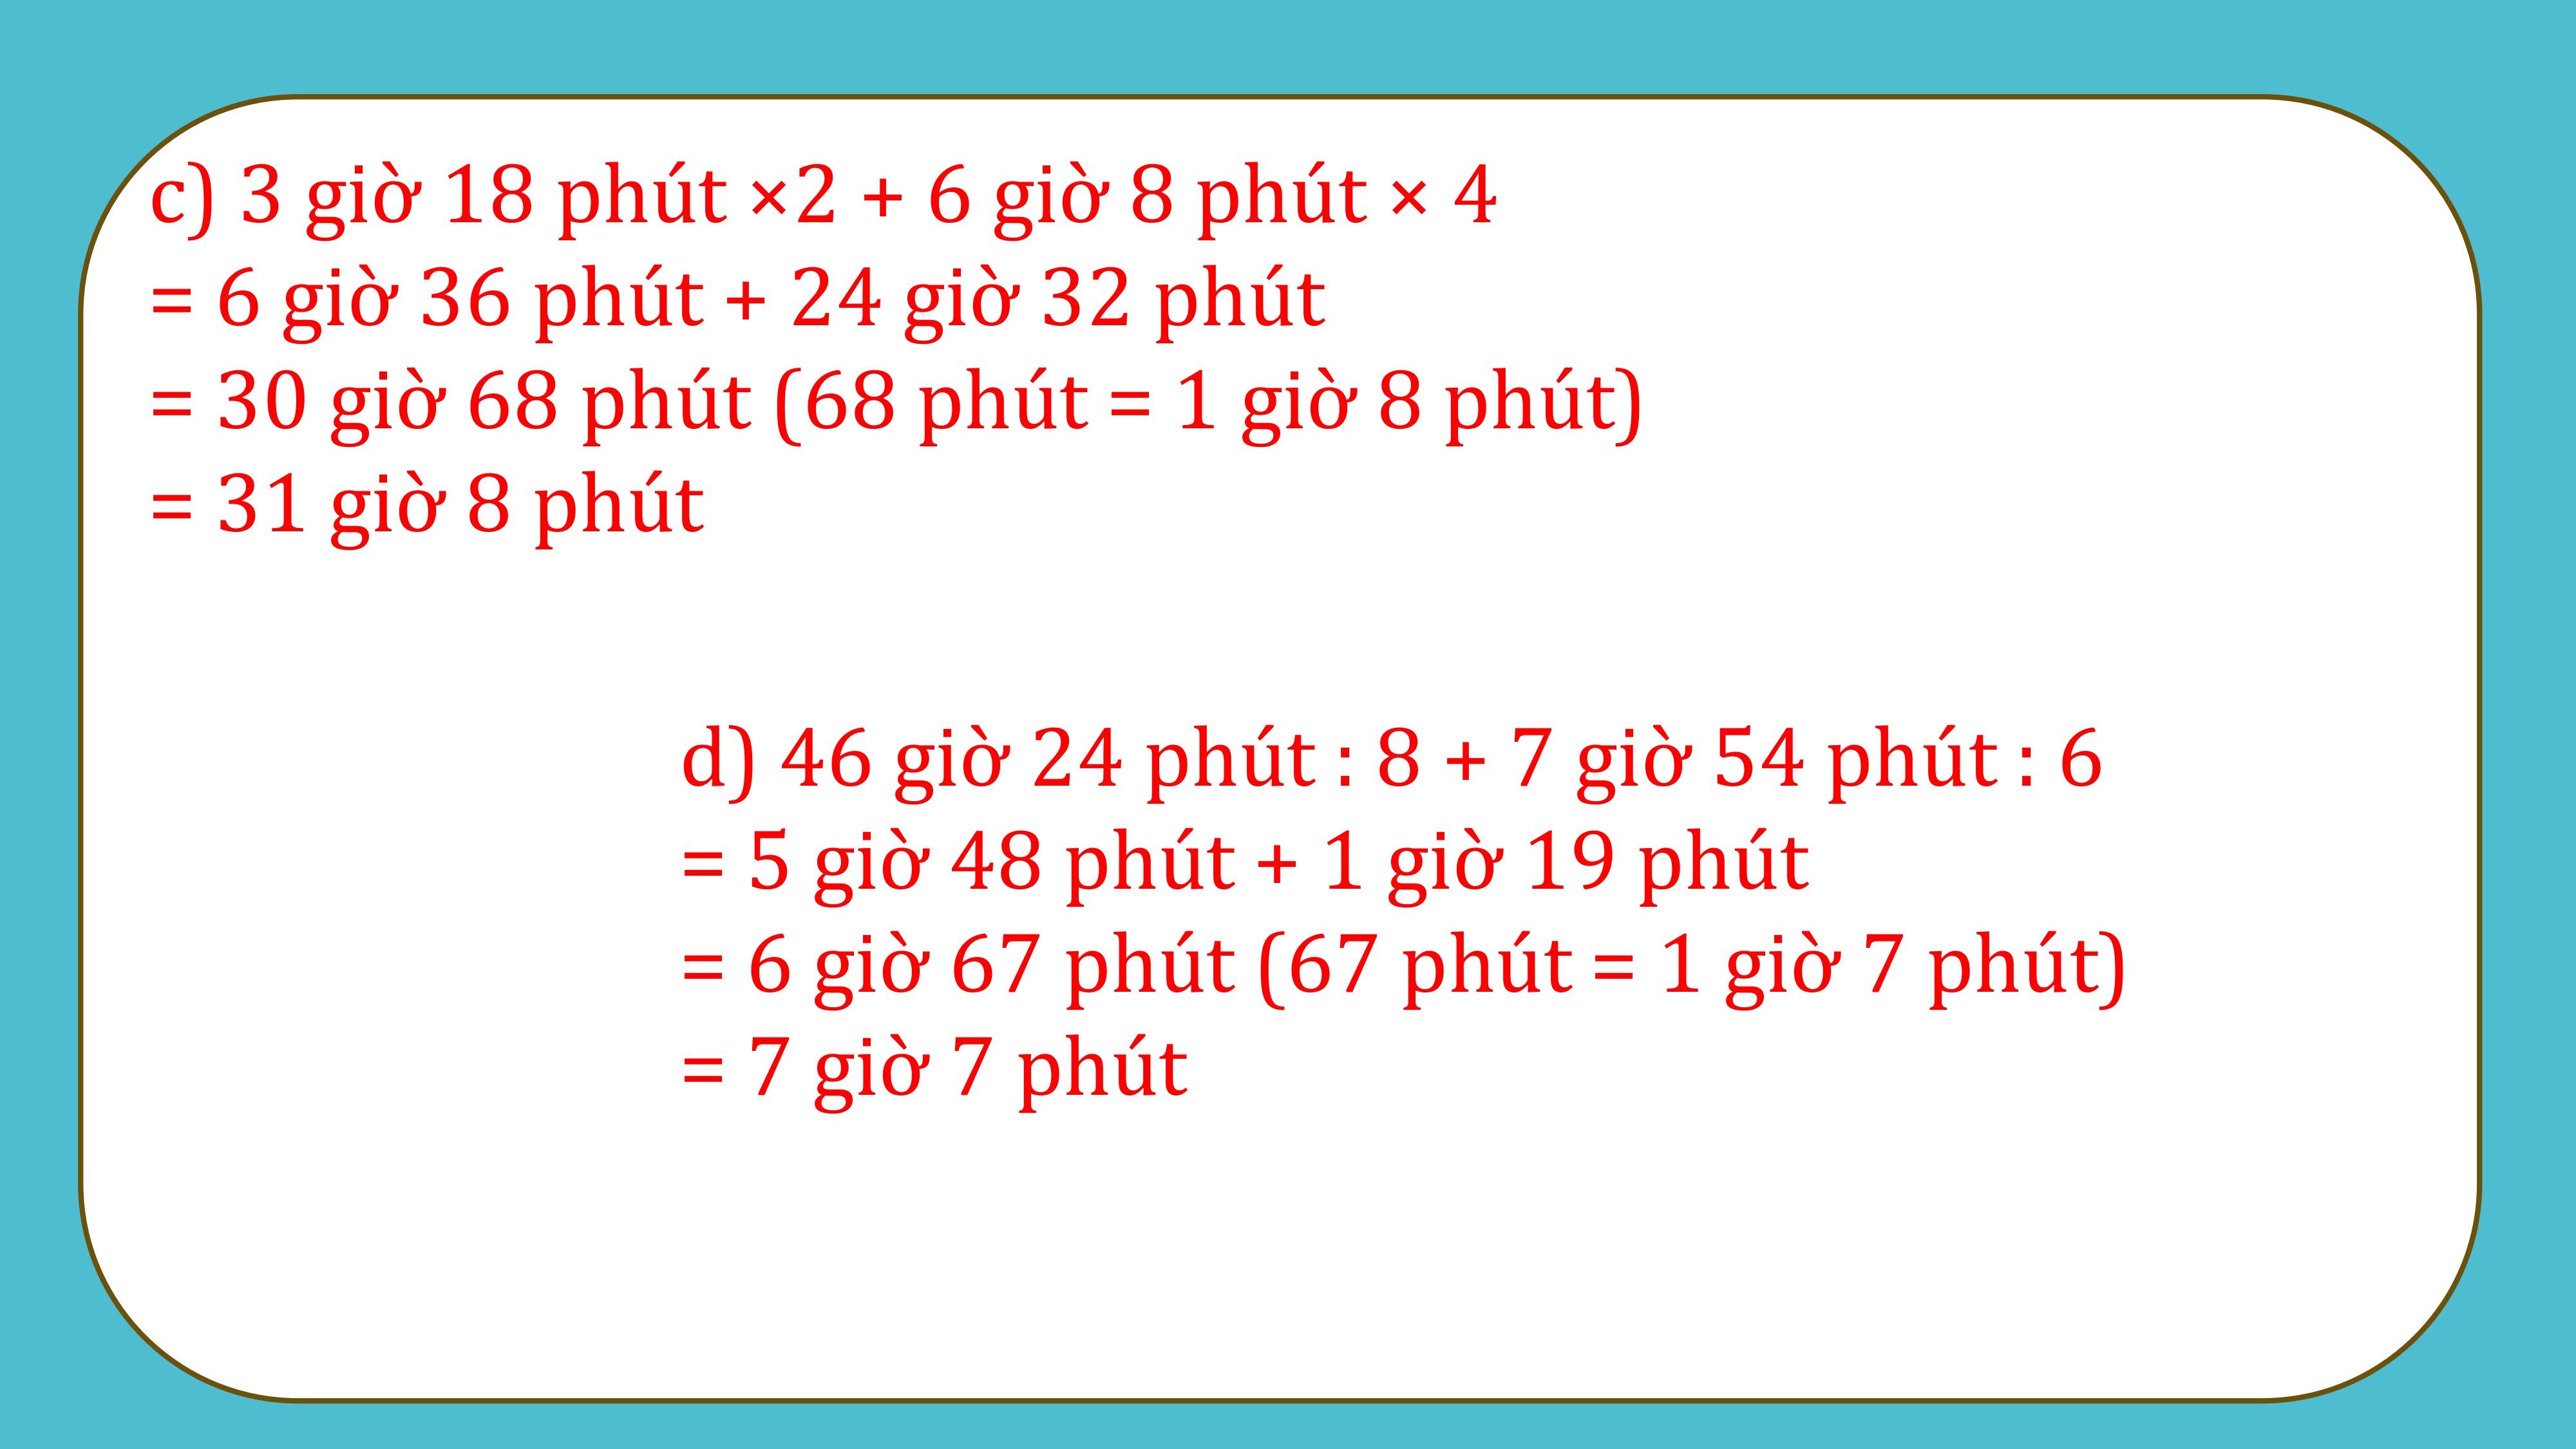 c) 3 giờ 18 phút ×2 + 6 giờ 8 phút × 4
= 6 giờ 36 phút + 24 giờ 32 phút
= 30 giờ 68 phút (68 phút = 1 giờ 8 phút)
= 31 giờ 8 phút
d) 46 giờ 24 phút : 8 + 7 giờ 54 phút : 6
= 5 giờ 48 phút + 1 giờ 19 phút
= 6 giờ 67 phút (67 phút = 1 giờ 7 phút)
= 7 giờ 7 phút